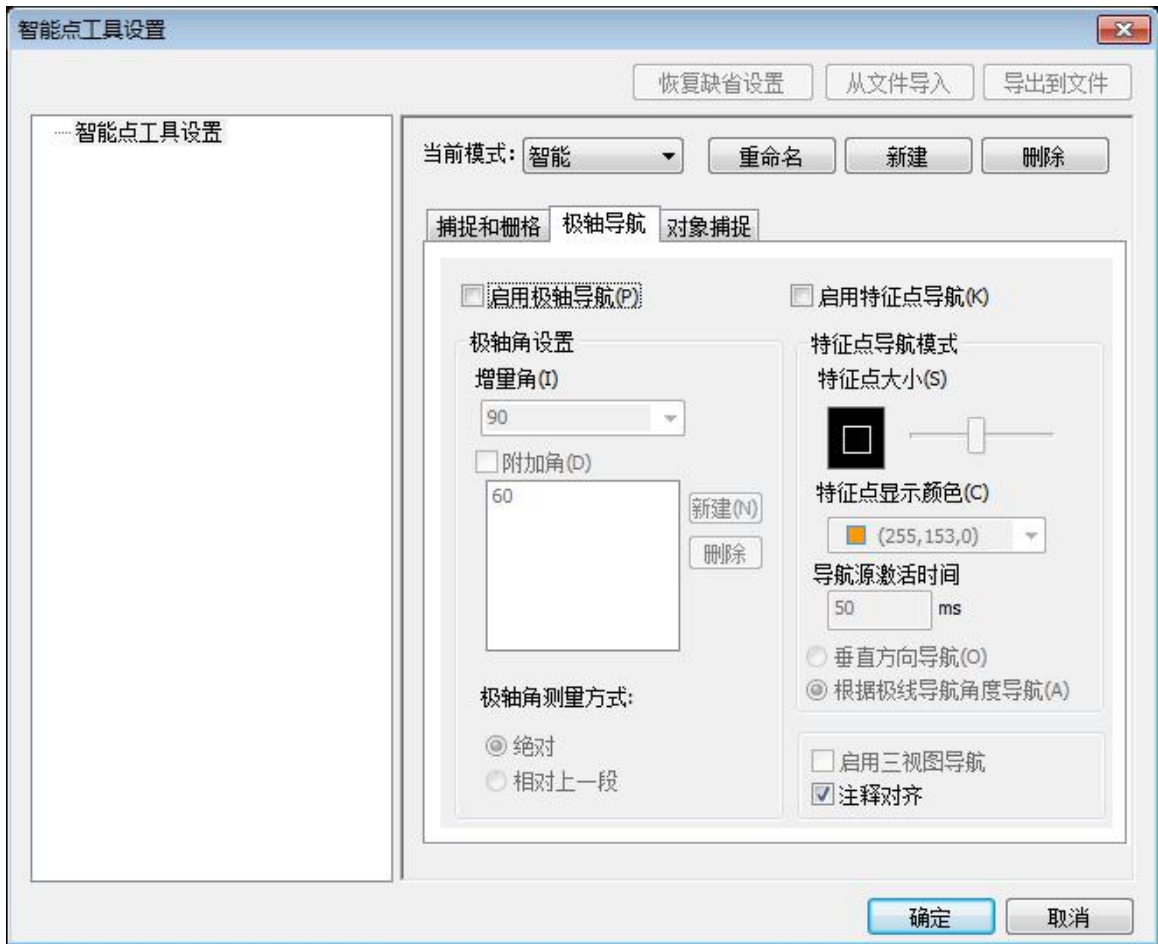 智能点工具设置
恢复缺省设置 从文件导入 导出到文件
智能点工具设置
当前模式: 智能 重命名 新建 删除
捕捉和栅格 极轴导航 对象捕捉
启用极轴导航(P)
极轴角设置
增量角(I)
90
附加角(D)
60
新建(N)
删除
极轴角测量方式:
绝对
相对上一段
启用特征点导航(K)
特征点导航模式
特征点大小(S)
特征点显示颜色(C)
(255,153,0)
导航源激活时间
50 ms
垂直方向导航(O)
根据极线导航角度导航(A)
启用三视图导航
注释对齐
确定 取消